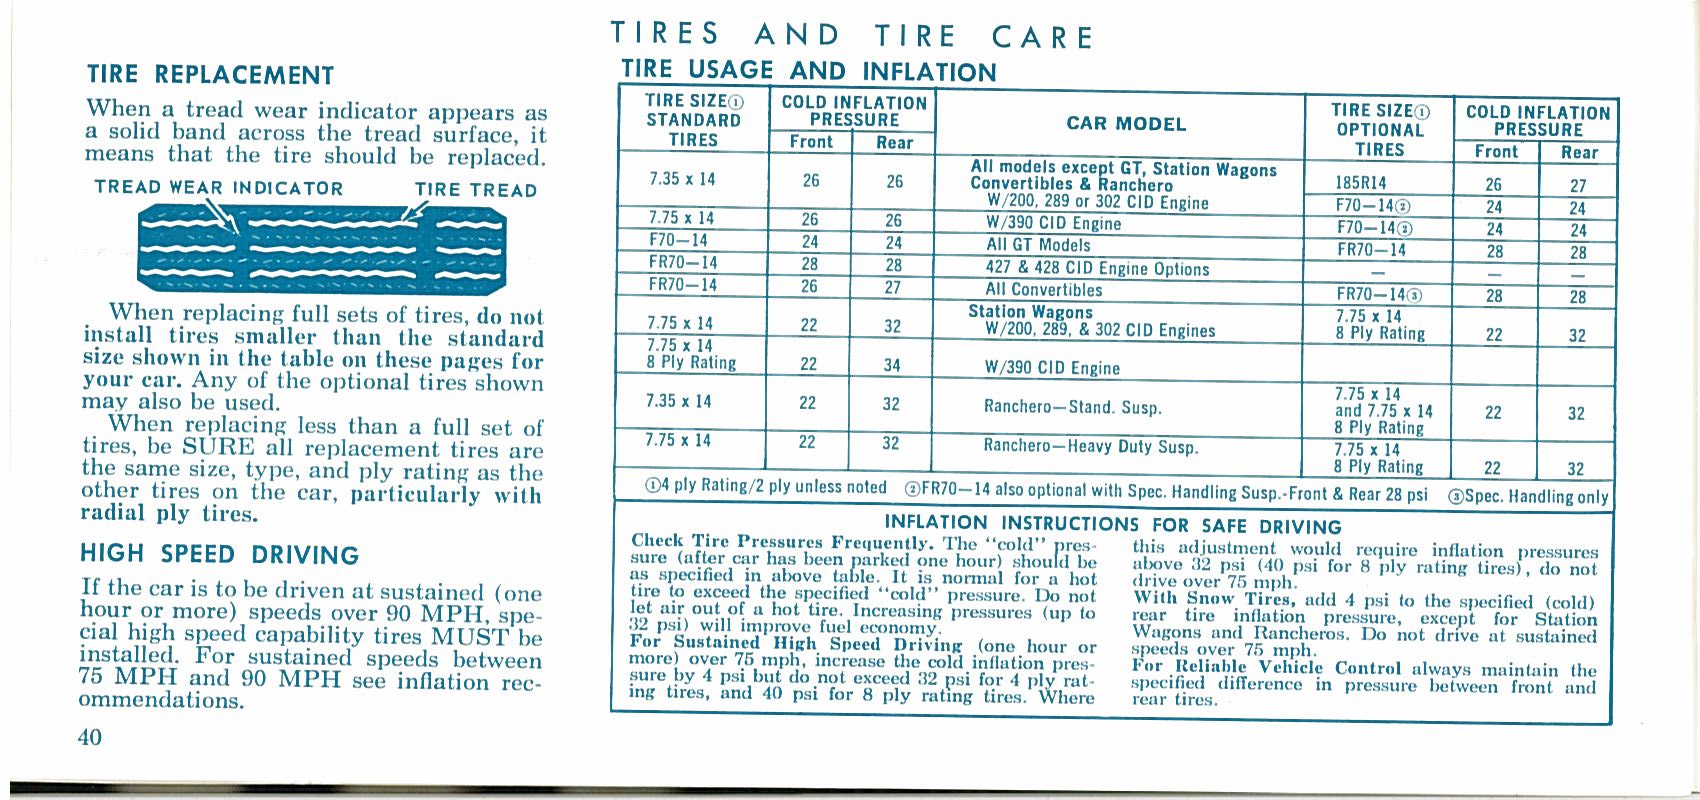 TIRE REPLACEMENT
When a tread wear indicator appears as
a solid band across the tread surface, it
means that the tire should be replaced.
TREAD WEAR INDICATOR TIRE TREAD
When replacing full sets of tires, do not
install tires smaller than the standard
size shown in the table on these pages for
your car. Any of the optional tires shown
may also be used.
When replacing less than a full set of
tires, be SURE all replacement tires are
the same size, type, and ply rating as the
other tires on the car, particularly with
radial ply tires.
HIGH SPEED DRIVING
If the car is to be driven at sustained (one
hour or more) speeds over 90 MPH, spe-
cial high speed capability tires MUST be
installed. For sustained speeds between
75 MPH and 90 MPH see inflation rec-
ommendations.
40
TIRES AND TIRE CARE
TIRE USAGE AND INFLATION
TIRE SIZE①
STANDARD
TIRES
COLD INFLATION
PRESSURE
Front Rear
CAR MODEL
TIRE SIZE①
OPTIONAL
TIRES
COLD INFLATION
PRESSURE
Front Rear
7.35 x 14 26 26
All models except GT, Station Wagons
Convertibles & Ranchero
W/200, 289 or 302 CID Engine
185R14 26 27
F70—14② 24 24
7.75 x 14 26 26 W/390 CID Engine F70—14② 24 24
F70—14 24 24 All GT Models FR70—14 28 28
FR70—14 28 28 427 & 428 CID Engine Options — — —
FR70—14 26 27 All Convertibles FR70—14③ 28 28
Station Wagons
7.75 x 14 22 32 W/200, 289, & 302 CID Engines
7.75 x 14
8 Ply Rating 22 32
7.75 x 14
8 Ply Rating 22 34 W/390 CID Engine
7.35 x 14 22 32 Ranchero—Stand. Susp.
7.75 x 14
and 7.75 x 14 22 32
8 Ply Rating
7.75 x 14 22 32 Ranchero—Heavy Duty Susp.
7.75 x 14
8 Ply Rating 22 32
①4 ply Rating/2 ply unless noted ②FR70—14 also optional with Spec. Handling Susp.-Front & Rear 28 psi ③Spec. Handling only
INFLATION INSTRUCTIONS FOR SAFE DRIVING
Check Tire Pressures Frequently. The "cold" pres-
sure (after car has been parked one hour) should be
as specified in above table. It is normal for a hot
tire to exceed the specified "cold" pressure. Do not
let air out of a hot tire. Increasing pressures (up to
32 psi) will improve fuel economy.
For Sustained High Speed Driving (one hour or
more) over 75 mph, increase the cold inflation pres-
sure by 4 psi but do not exceed 32 psi for 4 ply rat-
ing tires, and 40 psi for 8 ply rating tires. Where
this adjustment would require inflation pressures
above 32 psi (40 psi for 8 ply rating tires), do not
drive over 75 mph.
With Snow Tires, add 4 psi to the specified (cold)
rear tire inflation pressure, except for Station
Wagons and Rancheros. Do not drive at sustained
speeds over 75 mph.
For Reliable Vehicle Control always maintain the
specified difference in pressure between front and
rear tires.